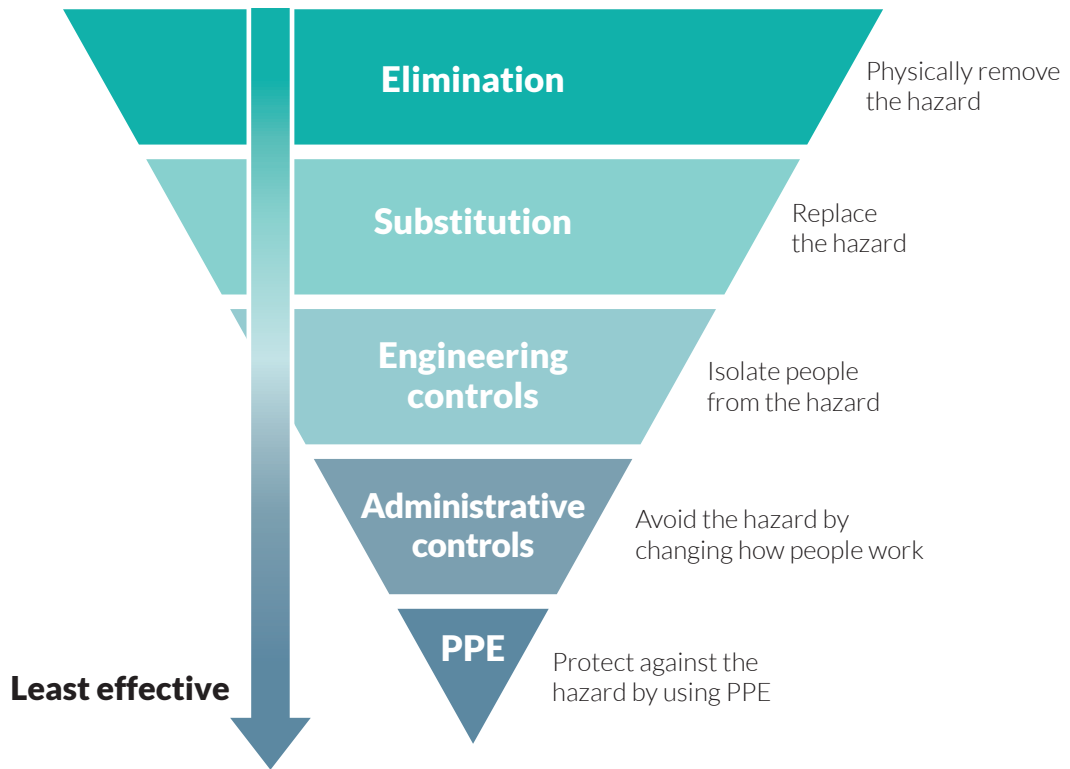 Elimination
Physically remove
the hazard
Substitution
Replace
the hazard
Engineering
controls
Isolate people
from the hazard
Administrative
controls
Avoid the hazard by
changing how people work
PPE
Protect against the
hazard by using PPE
Least effective